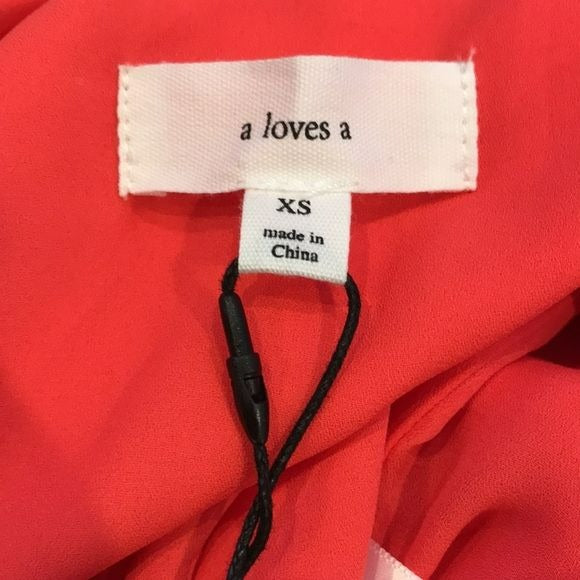 a loves a
XS
made in
China